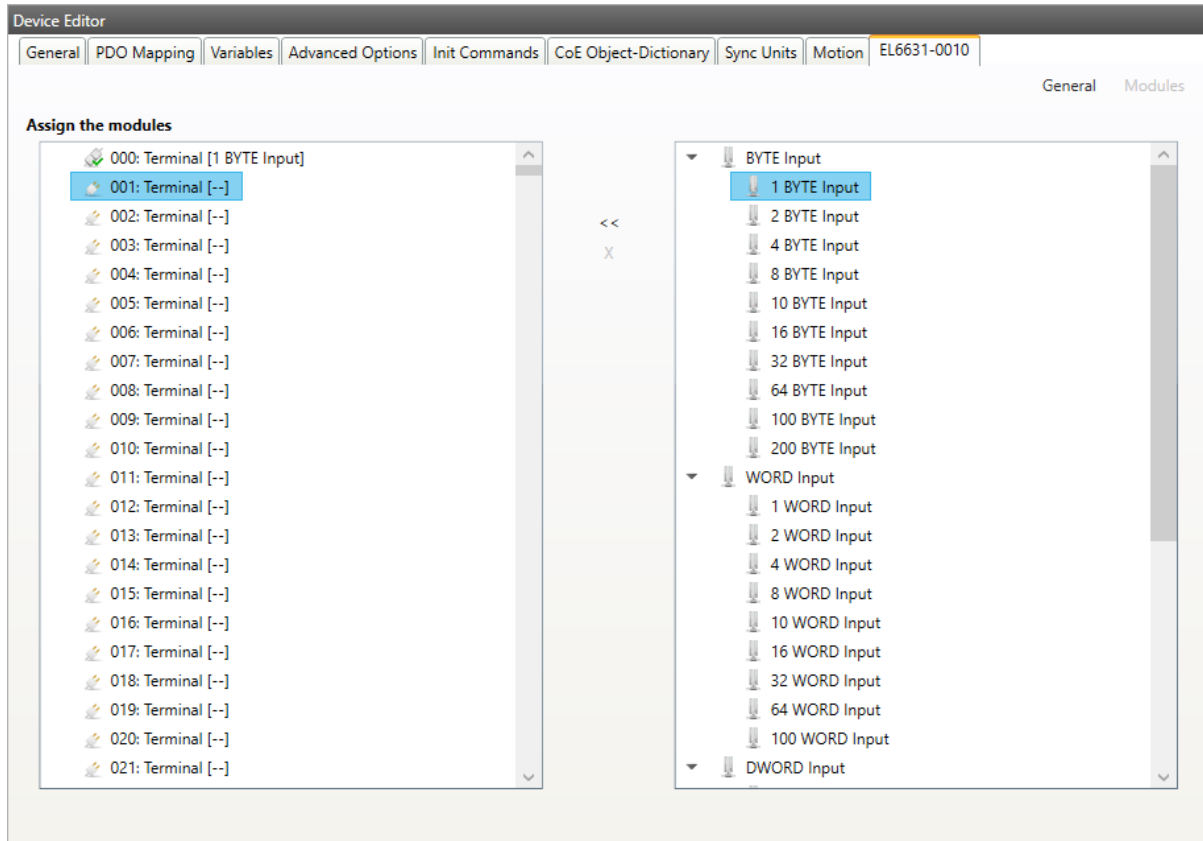 Device Editor
General PDO Mapping Variables Advanced Options Init Commands CoE Object-Dictionary Sync Units Motion EL6631-0010
General Modules
Assign the modules
000: Terminal [1 BYTE Input]
001: Terminal [--]
002: Terminal [--]
003: Terminal [--]
004: Terminal [--]
005: Terminal [--]
006: Terminal [--]
007: Terminal [--]
008: Terminal [--]
009: Terminal [--]
010: Terminal [--]
011: Terminal [--]
012: Terminal [--]
013: Terminal [--]
014: Terminal [--]
015: Terminal [--]
016: Terminal [--]
017: Terminal [--]
018: Terminal [--]
019: Terminal [--]
020: Terminal [--]
021: Terminal [--]
<<
X
BYTE Input
1 BYTE Input
2 BYTE Input
4 BYTE Input
8 BYTE Input
10 BYTE Input
16 BYTE Input
32 BYTE Input
64 BYTE Input
100 BYTE Input
200 BYTE Input
WORD Input
1 WORD Input
2 WORD Input
4 WORD Input
8 WORD Input
10 WORD Input
16 WORD Input
32 WORD Input
64 WORD Input
100 WORD Input
DWORD Input